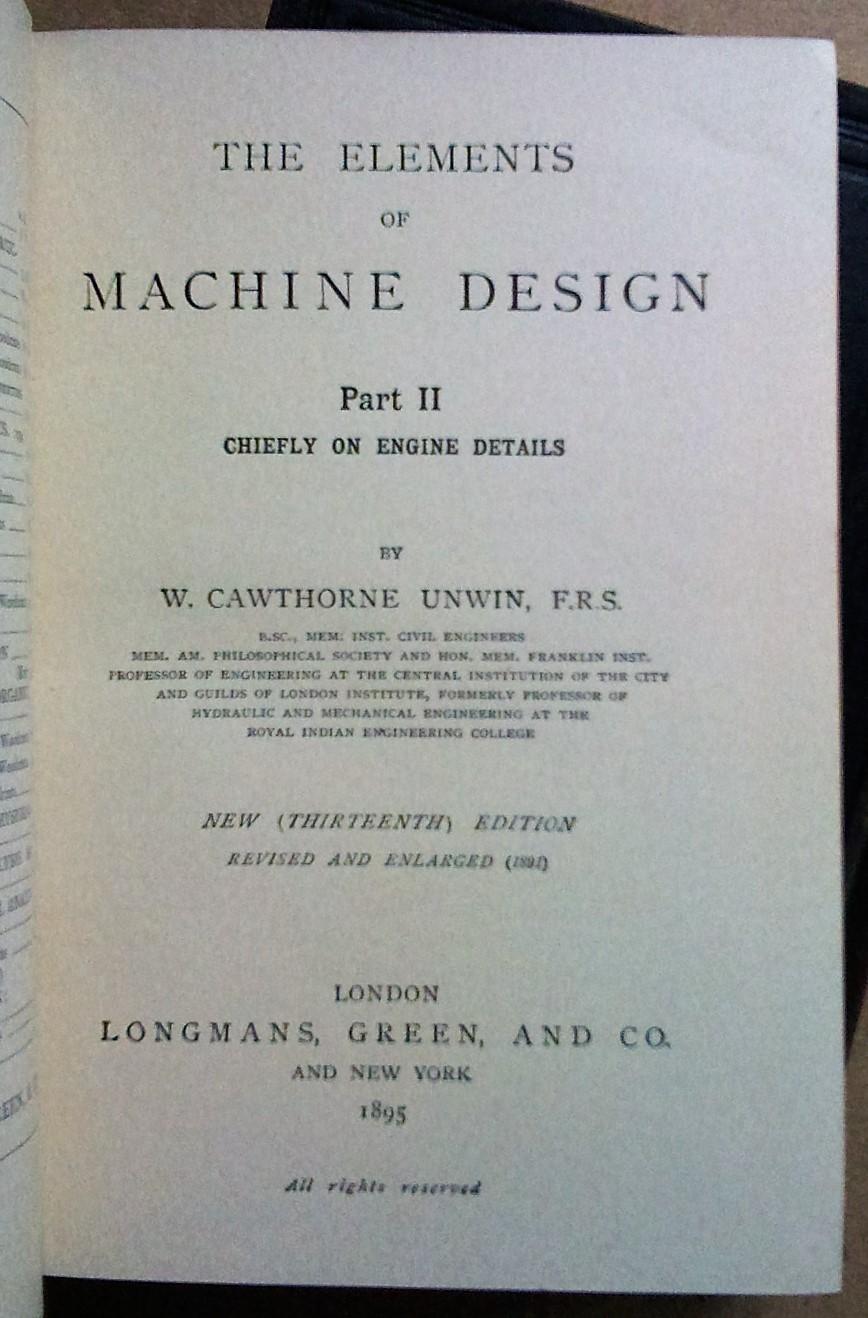 THE ELEMENTS
OF
MACHINE DESIGN
Part II
CHIEFLY ON ENGINE DETAILS
BY
W. CAWTHORNE UNWIN, F.R.S.
B.SC., MEM. INST. CIVIL ENGINEERS
MEM. AM. PHILOSOPHICAL SOCIETY AND HON. MEM. FRANKLIN INST.
PROFESSOR OF ENGINEERING AT THE CENTRAL INSTITUTION OF THE CITY
AND GUILDS OF LONDON INSTITUTE, FORMERLY PROFESSOR OF
HYDRAULIC AND MECHANICAL ENGINEERING AT THE
ROYAL INDIAN ENGINEERING COLLEGE
NEW (THIRTEENTH) EDITION
REVISED AND ENLARGED
LONDON
LONGMANS, GREEN, AND CO.
AND NEW YORK
1895
All rights reserved